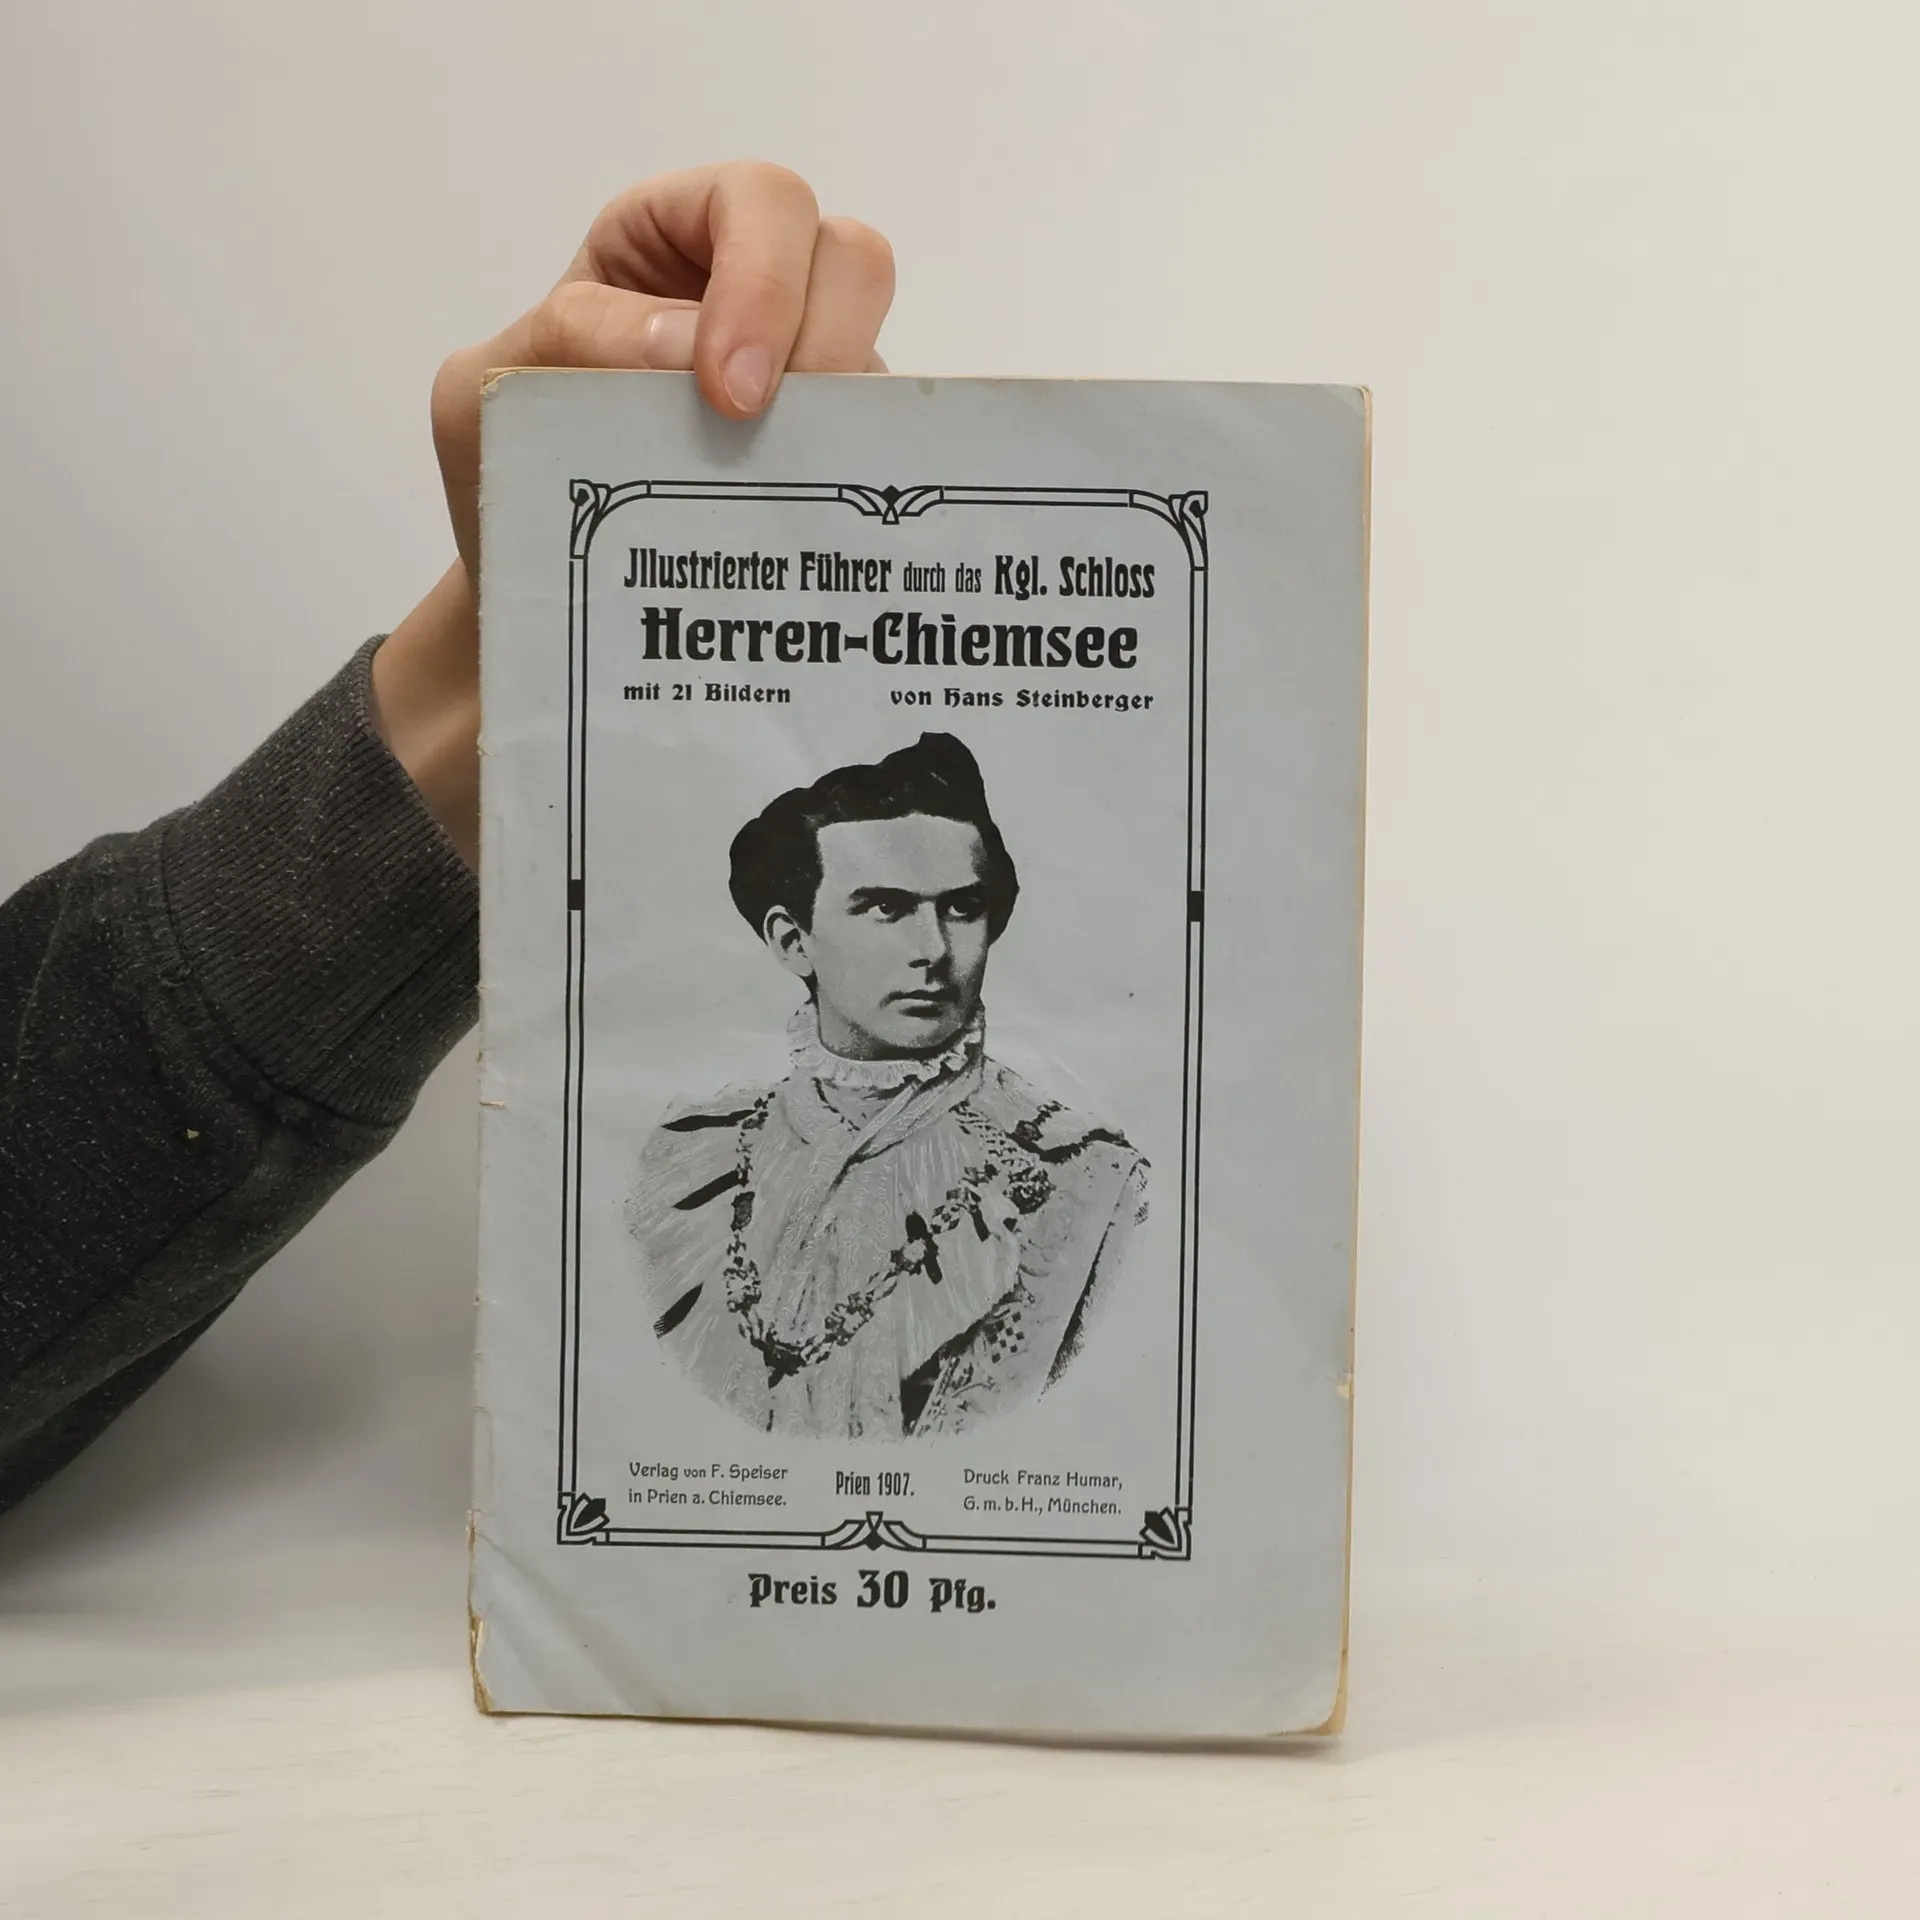 Jllustrierter Führer durch das Kgl. Schloss
Herren-Chiemsee
mit 21 Bildern von Hans Steinberger
Verlag von F. Speiser
in Prien a. Chiemsee.
Prien 1907.
Druck Franz Humar,
G. m. b. H., München.
Preis 30 Pfg.